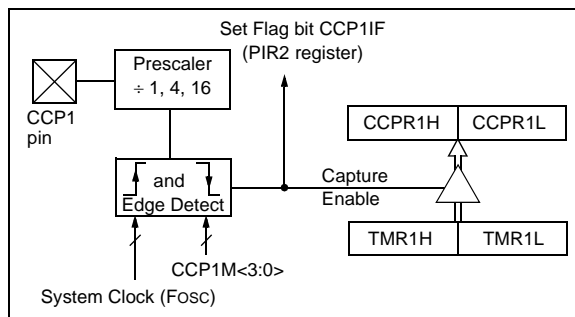 Set Flag bit CCP1IF
(PIR2 register)
Prescaler
÷ 1, 4, 16
CCP1
pin
CCPR1H CCPR1L
and
Edge Detect
Capture
Enable
TMR1H TMR1L
CCP1M<3:0>
System Clock (FOSC)